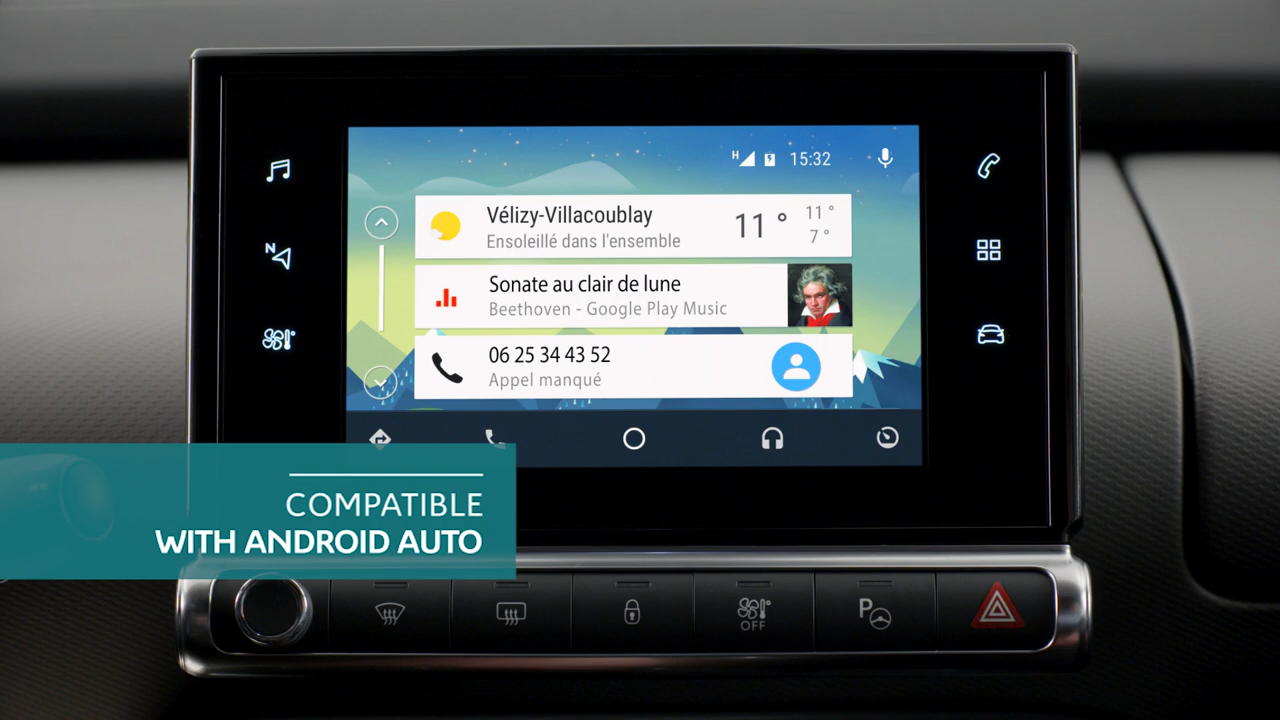 H
15:32
Vélizy-Villacoublay
Ensoleillé dans l'ensemble
11 °
11 °
7 °
N
Sonate au clair de lune
Beethoven - Google Play Music
06 25 34 43 52
Appel manqué
COMPATIBLE
WITH ANDROID AUTO
OFF
P